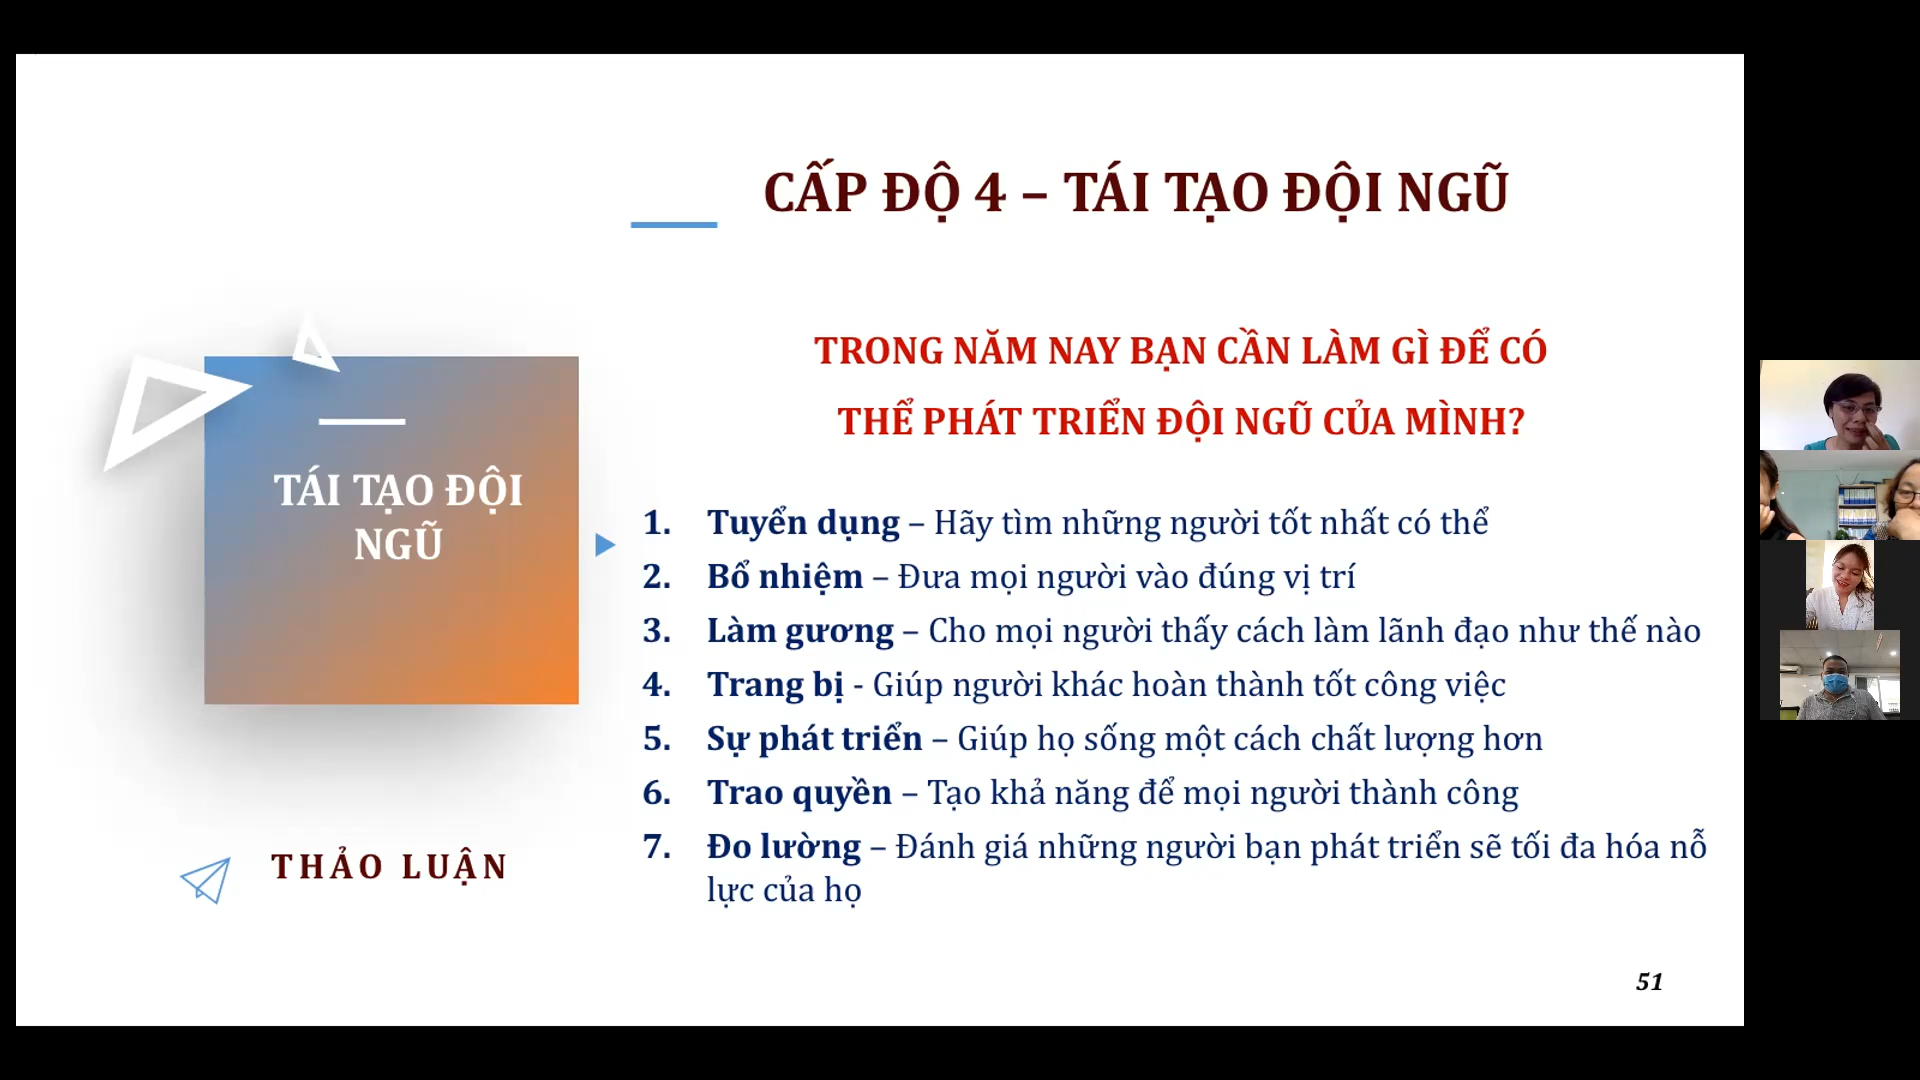 CẤP ĐỘ 4 – TÁI TẠO ĐỘI NGŨ
TRONG NĂM NAY BẠN CẦN LÀM GÌ ĐỂ CÓ
THỂ PHÁT TRIỂN ĐỘI NGŨ CỦA MÌNH?
TÁI TẠO ĐỘI
NGŨ
1. Tuyển dụng – Hãy tìm những người tốt nhất có thể
2. Bổ nhiệm – Đưa mọi người vào đúng vị trí
3. Làm gương – Cho mọi người thấy cách làm lãnh đạo như thế nào
4. Trang bị - Giúp người khác hoàn thành tốt công việc
5. Sự phát triển – Giúp họ sống một cách chất lượng hơn
6. Trao quyền – Tạo khả năng để mọi người thành công
7. Đo lường – Đánh giá những người bạn phát triển sẽ tối đa hóa nỗ
lực của họ
THẢO LUẬN
51